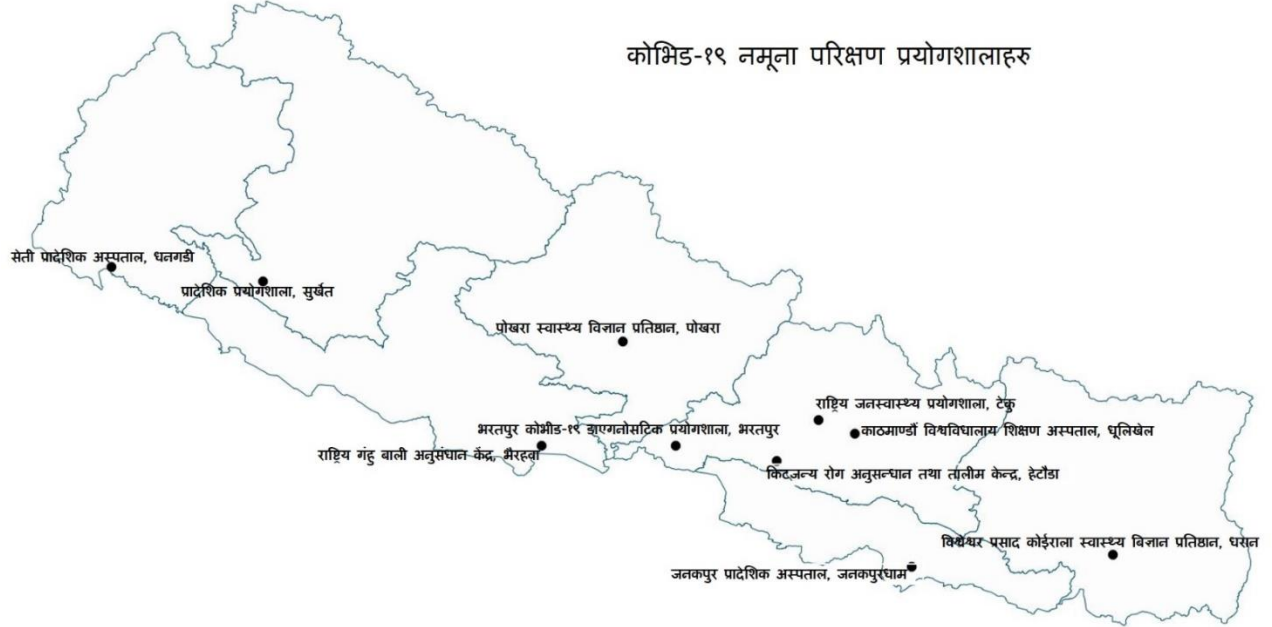 कोभिड-१९ नमूना परिक्षण प्रयोगशालाहरु
सेती प्रादेशिक अस्पताल, धनगडी
प्रादेशिक प्रयोगशाला, सुर्खेत
पोखरा स्वास्थ्य विज्ञान प्रतिष्ठान, पोखरा
राष्ट्रिय जनस्वास्थ्य प्रयोगशाला, टेकु
भरतपुर कोभीड-१९ डाएगनोसटिक प्रयोगशाला, भरतपुर
काठमाण्डौं विश्वविधालाय शिक्षण अस्पताल, धूलिखेल
राष्ट्रिय गंहु बाली अनुसंधान केंद्र, भैरहवा
किटजन्य रोग अनुसन्धान तथा तालीम केन्द्र, हेटौडा
विश्वेश्वर प्रसाद कोईराला स्वास्थ्य बिज्ञान प्रतिष्ठान, धरान
जनकपुर प्रादेशिक अस्पताल, जनकपुरधाम